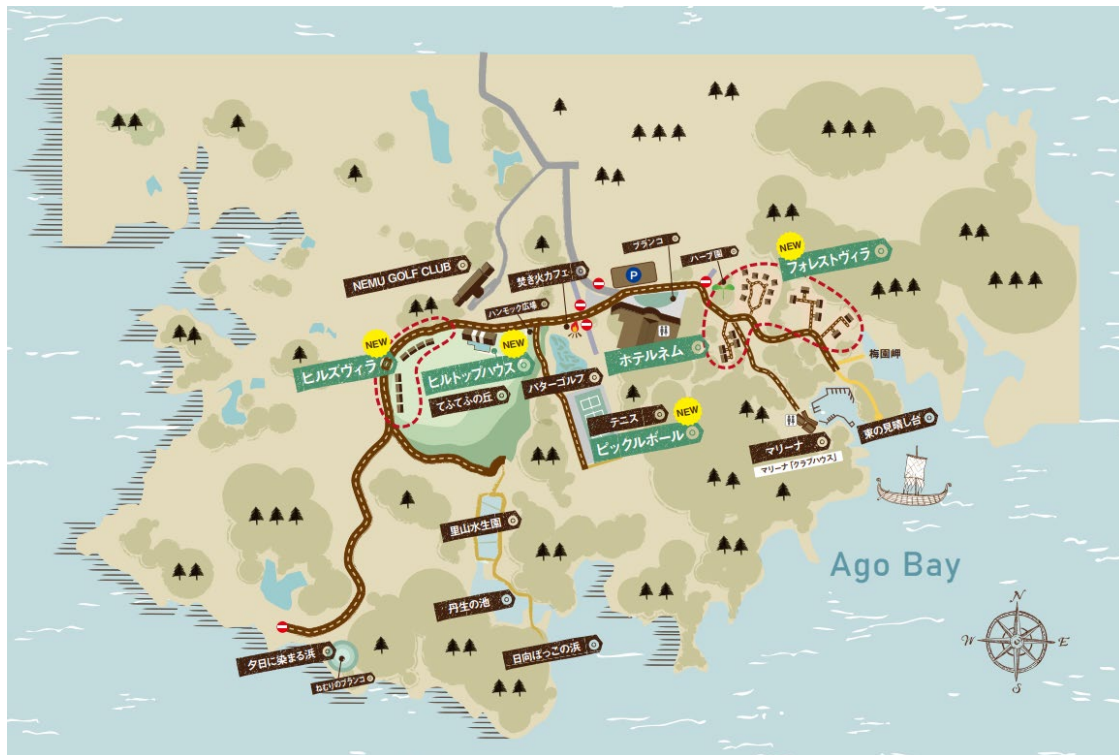 ブランコ
ハーブ園
NEW
フォレストヴィラ
NEMU GOLF CLUB
焚き火カフェ
P
ハンモック広場
NEW
ヒルズヴィラ
NEW
ヒルトップハウス
ホテルネム
梅園岬
てふてふの丘
パターゴルフ
NEW
テニス
ピックルボール
東の見晴し台
マリーナ
マリーナ「クラブハウス」
里山水生園
Ago Bay
丹生の池
日向ぼっこの浜
夕日に染まる浜
ねむりのブランコ
N
W
E
S